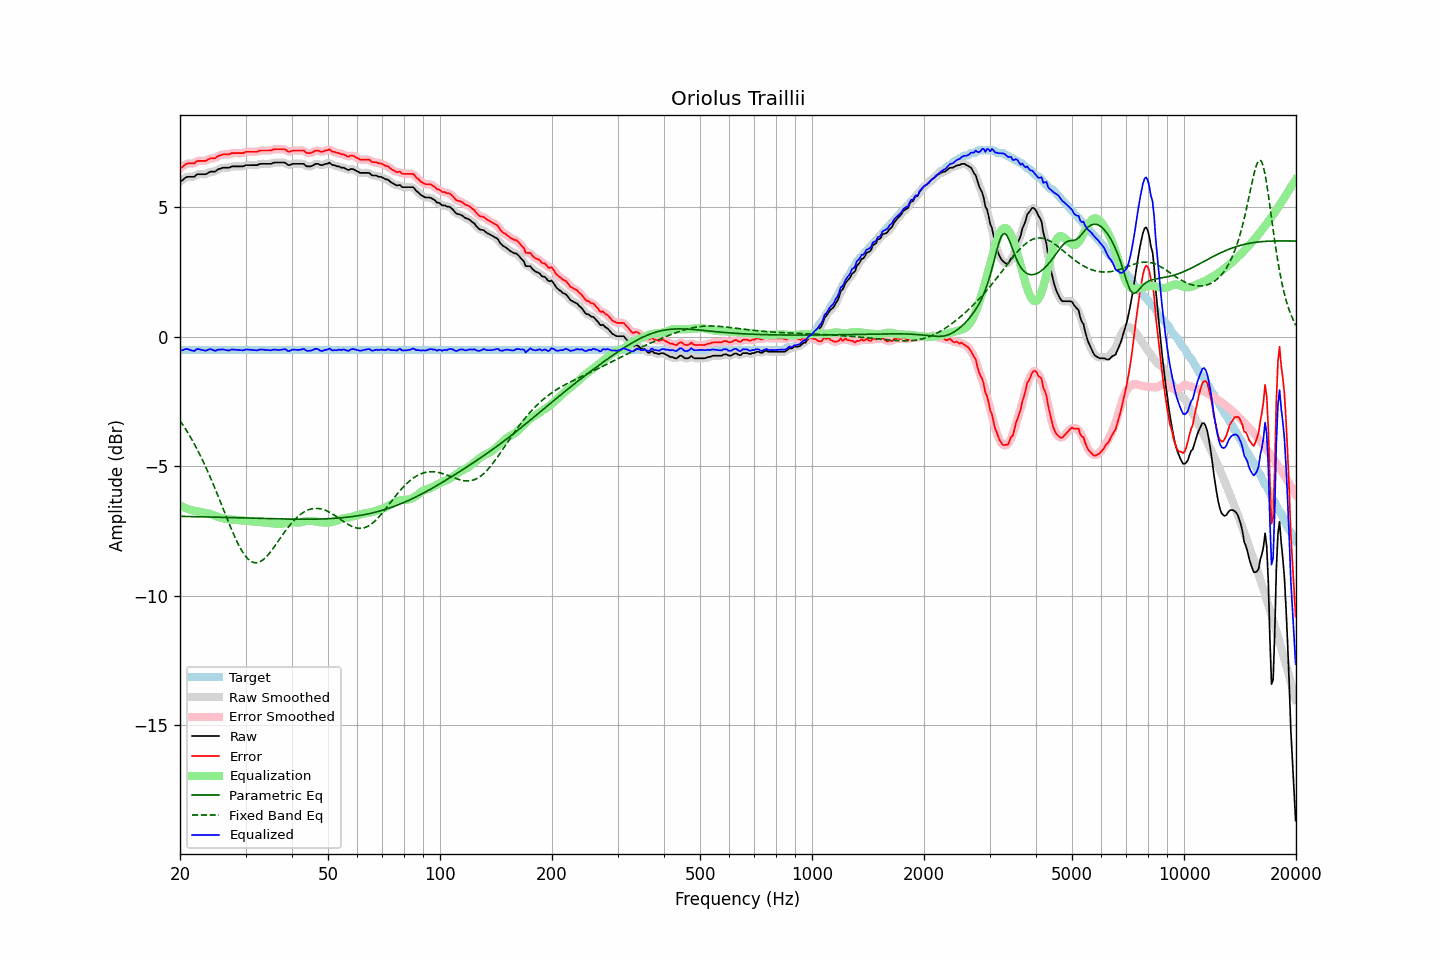 Oriolus Traillii
Amplitude (dBr)
5
0
−5
−10
−15
Target
Raw Smoothed
Error Smoothed
Raw
Error
Equalization
Parametric Eq
Fixed Band Eq
Equalized
20 50 100 200 500 1000 2000 5000 10000 20000
Frequency (Hz)